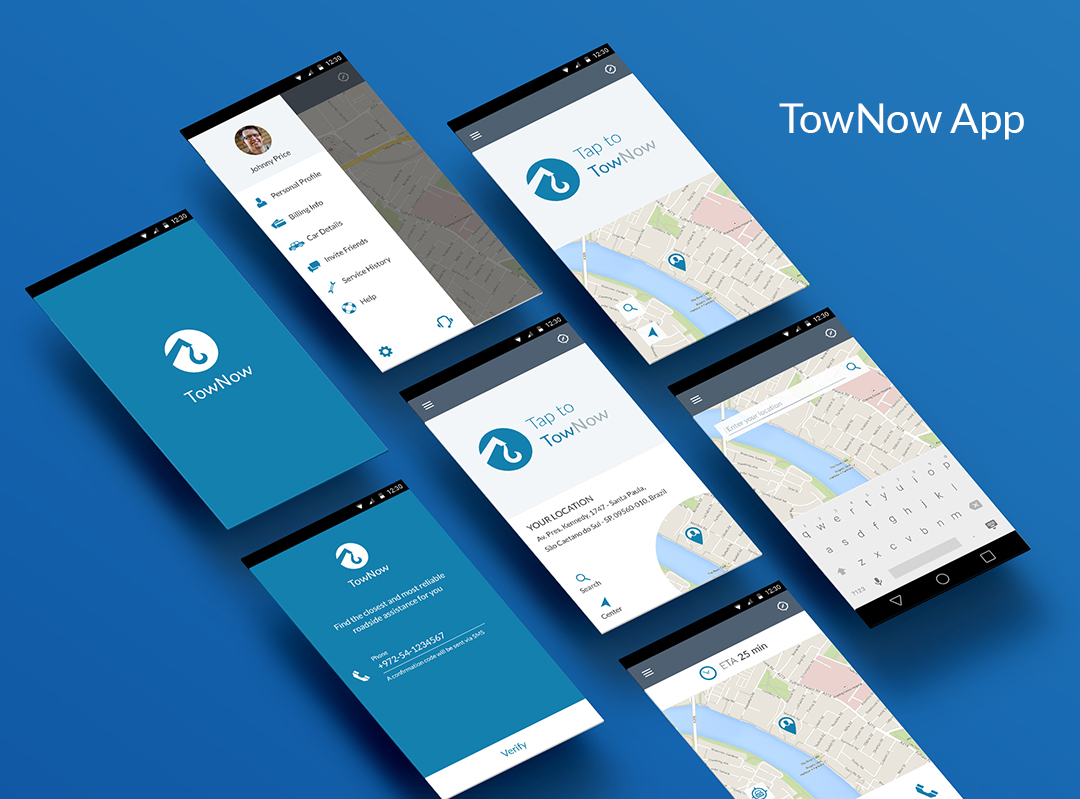 TowNow App
12:30
Johnny Price
Personal Profile
Billing Info
Car Details
Invite Friends
Service History
Help
12:30
Tap to
TowNow
12:30
TowNow
12:30
Tap to
TowNow
YOUR LOCATION
Av. Pres. Kennedy, 1747 - Santa Paula,
São Caetano do Sul - SP, 09560-010, Brazil
Search
Center
12:30
Enter your location
q w e r t y u i o p
a s d f g h j k l
z x c v b n m
?123
12:30
TowNow
Find the closest and most reliable
roadside assistance for you
Phone
+972-54-1234567
A confirmation code will be sent via SMS
Verify
12:30
ETA 25 min